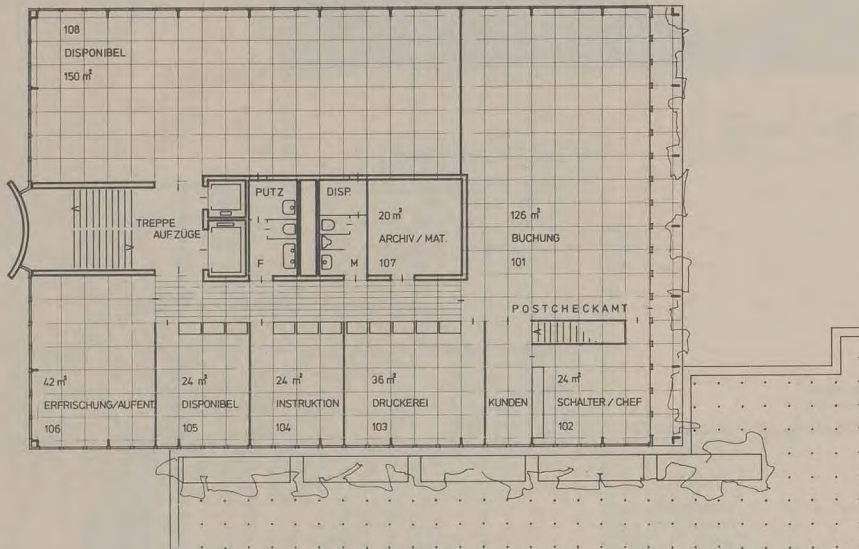 108
DISPONIBEL
150 m²
TREPPE
AUFZÜGE
PUTZ
F
DISP.
M
20 m²
ARCHIV / MAT.
107
126 m²
BUCHUNG
101
POSTCHECKAMT
42 m²
ERFRISCHUNG/AUFENT.
106
24 m²
DISPONIBEL
105
24 m²
INSTRUKTION
104
36 m²
DRUCKEREI
103
KUNDEN
24 m²
SCHALTER / CHEF
102